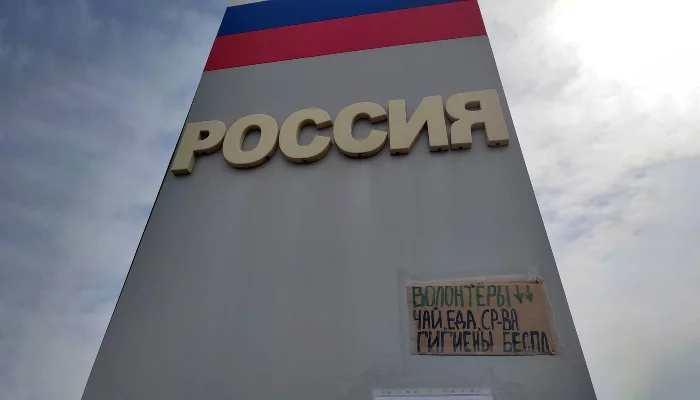 РОССИЯ
ВОЛОНТЁРЫ ↓↓
ЧАЙ, ЕДА, СР-ВА
ГИГИЕНЫ БЕСПЛ.